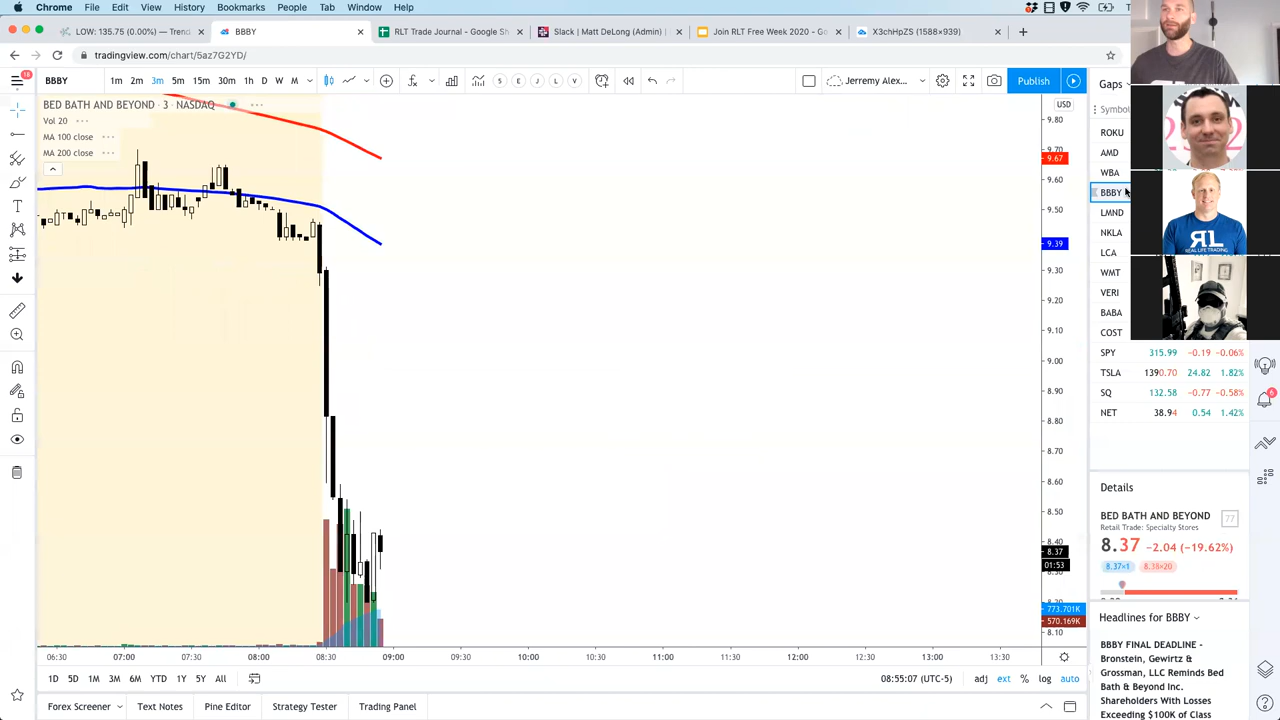 Chrome File Edit View History Bookmarks People Tab Window Help
LOW: 135.75 (0.00%) — Trend
BBBY
RLT Trade Journal - Sample S
Slack | Matt DeLong (Admin) |
Join RLT Free Week 2020 - G
X3chHpZS (1588×939)
tradingview.com/chart/5az7G2YD/
18
BBBY 1m 2m 3m 5m 15m 30m 1h D W M
S E J L V
Jerremy Alex...
Publish
Gaps
BED BATH AND BEYOND · 3 · NASDAQ
Vol 20
MA 100 close
MA 200 close
USD
9.80
9.70
9.67
9.60
9.50
9.39
9.30
9.20
9.10
9.00
8.90
8.80
8.70
8.60
8.50
8.40
8.37
01:53
773.701K
570.169K
8.10
Symbol
ROKU
AMD
WBA
BBBY
LMND
NKLA
LCA
WMT
VERI
BABA
COST
SPY 315.99 −0.19 −0.06%
TSLA 1390.70 24.82 1.82%
SQ 132.58 −0.77 −0.58%
NET 38.94 0.54 1.42%
RL
REAL LIFE TRADING
6
Details
BED BATH AND BEYOND
77
Retail Trade: Specialty Stores
8.37 −2.04 (−19.62%)
8.37×1 8.38×20
Headlines for BBBY
BBBY FINAL DEADLINE -
Bronstein, Gewirtz &
Grossman, LLC Reminds Bed
Bath & Beyond Inc.
Shareholders With Losses
Exceeding $100K of Class
06:30 07:00 07:30 08:00 08:30 09:00 09:30 10:00 10:30 11:00 11:30 12:00 12:30 13:00 13:30
1D 5D 1M 3M 6M YTD 1Y 5Y All
08:55:07 (UTC-5) adj ext % log auto
Forex Screener Text Notes Pine Editor Strategy Tester Trading Panel